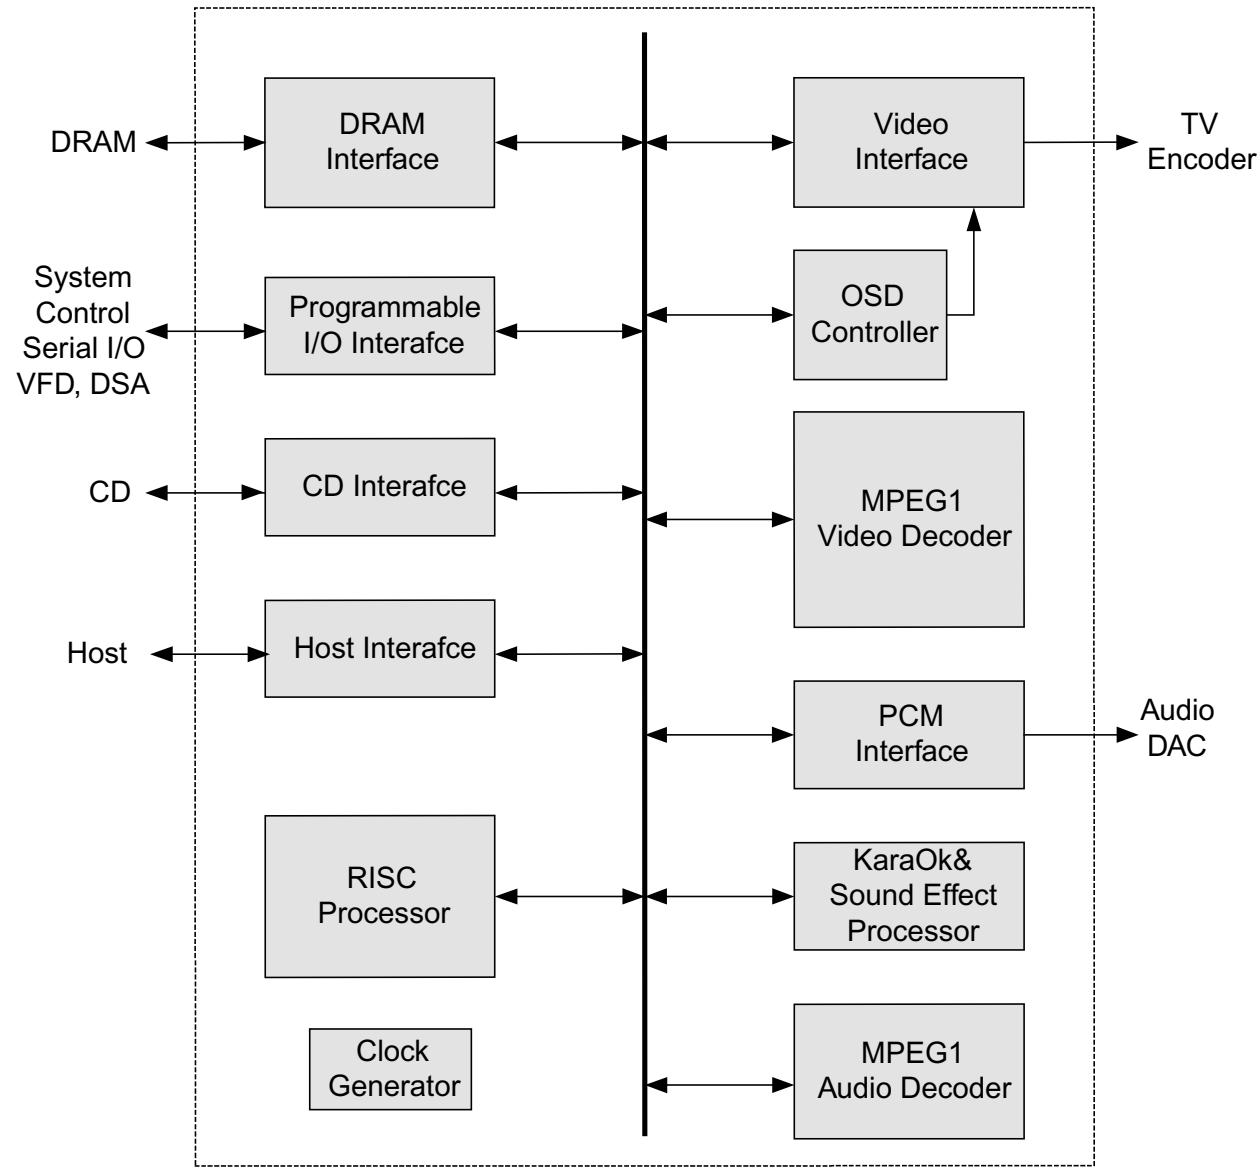 DRAM
DRAM
Interface
System
Control
Serial I/O
VFD, DSA
Programmable
I/O Interafce
CD
CD Interafce
Host
Host Interafce
RISC
Processor
Clock
Generator
Video
Interface
TV
Encoder
OSD
Controller
MPEG1
Video Decoder
PCM
Interface
Audio
DAC
KaraOk&
Sound Effect
Processor
MPEG1
Audio Decoder